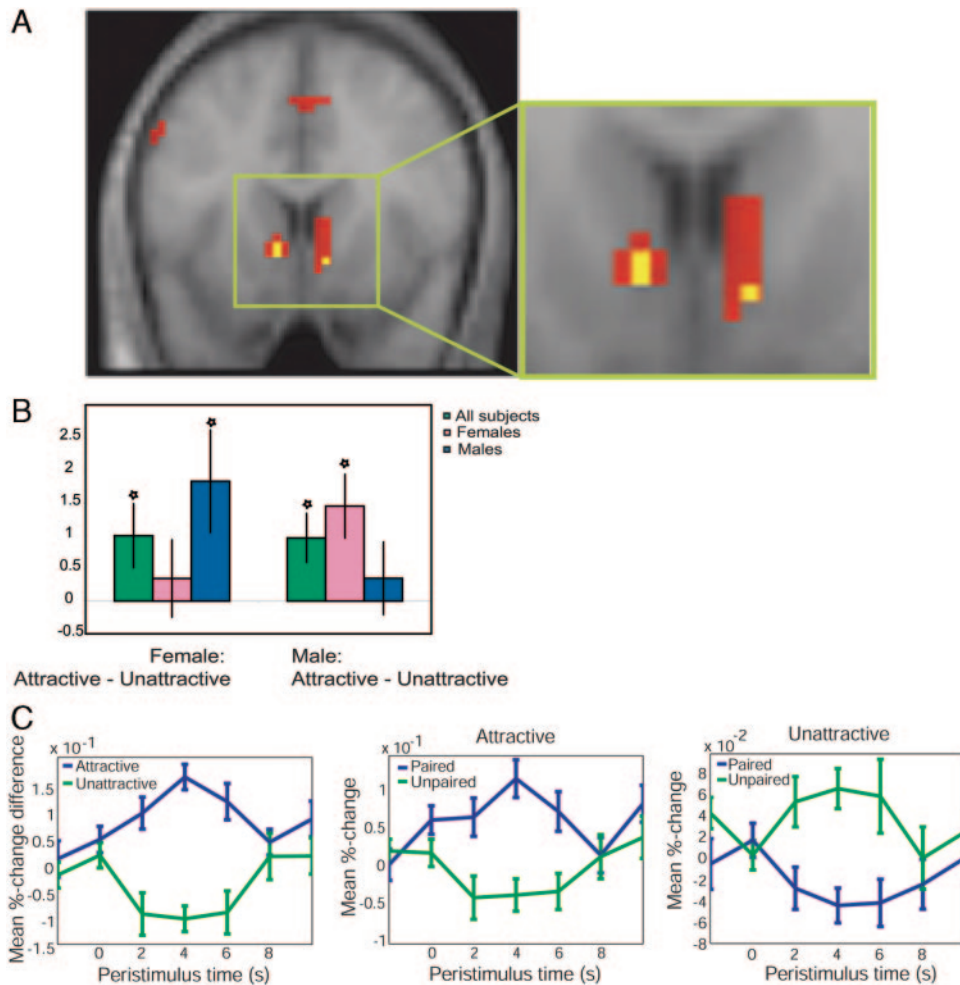 A
B
2.5
2
1.5
1
0.5
0
-0.5
All subjects
Females
Males
Female:
Attractive - Unattractive
Male:
Attractive - Unattractive
C
x 10-1
Mean %-change difference
1.5
1
0.5
0
-0.5
-1
-1.5
Attractive
Unattractive
0 2 4 6 8
Peristimulus time (s)
Attractive
x 10-1
Mean %-change
1
0.5
0
-0.5
-1
Paired
Unpaired
0 2 4 6 8
Peristimulus time (s)
Unattractive
x 10-2
Mean %-change
8
6
4
2
0
-2
-4
-6
-8
Paired
Unpaired
0 2 4 6 8
Peristimulus time (s)